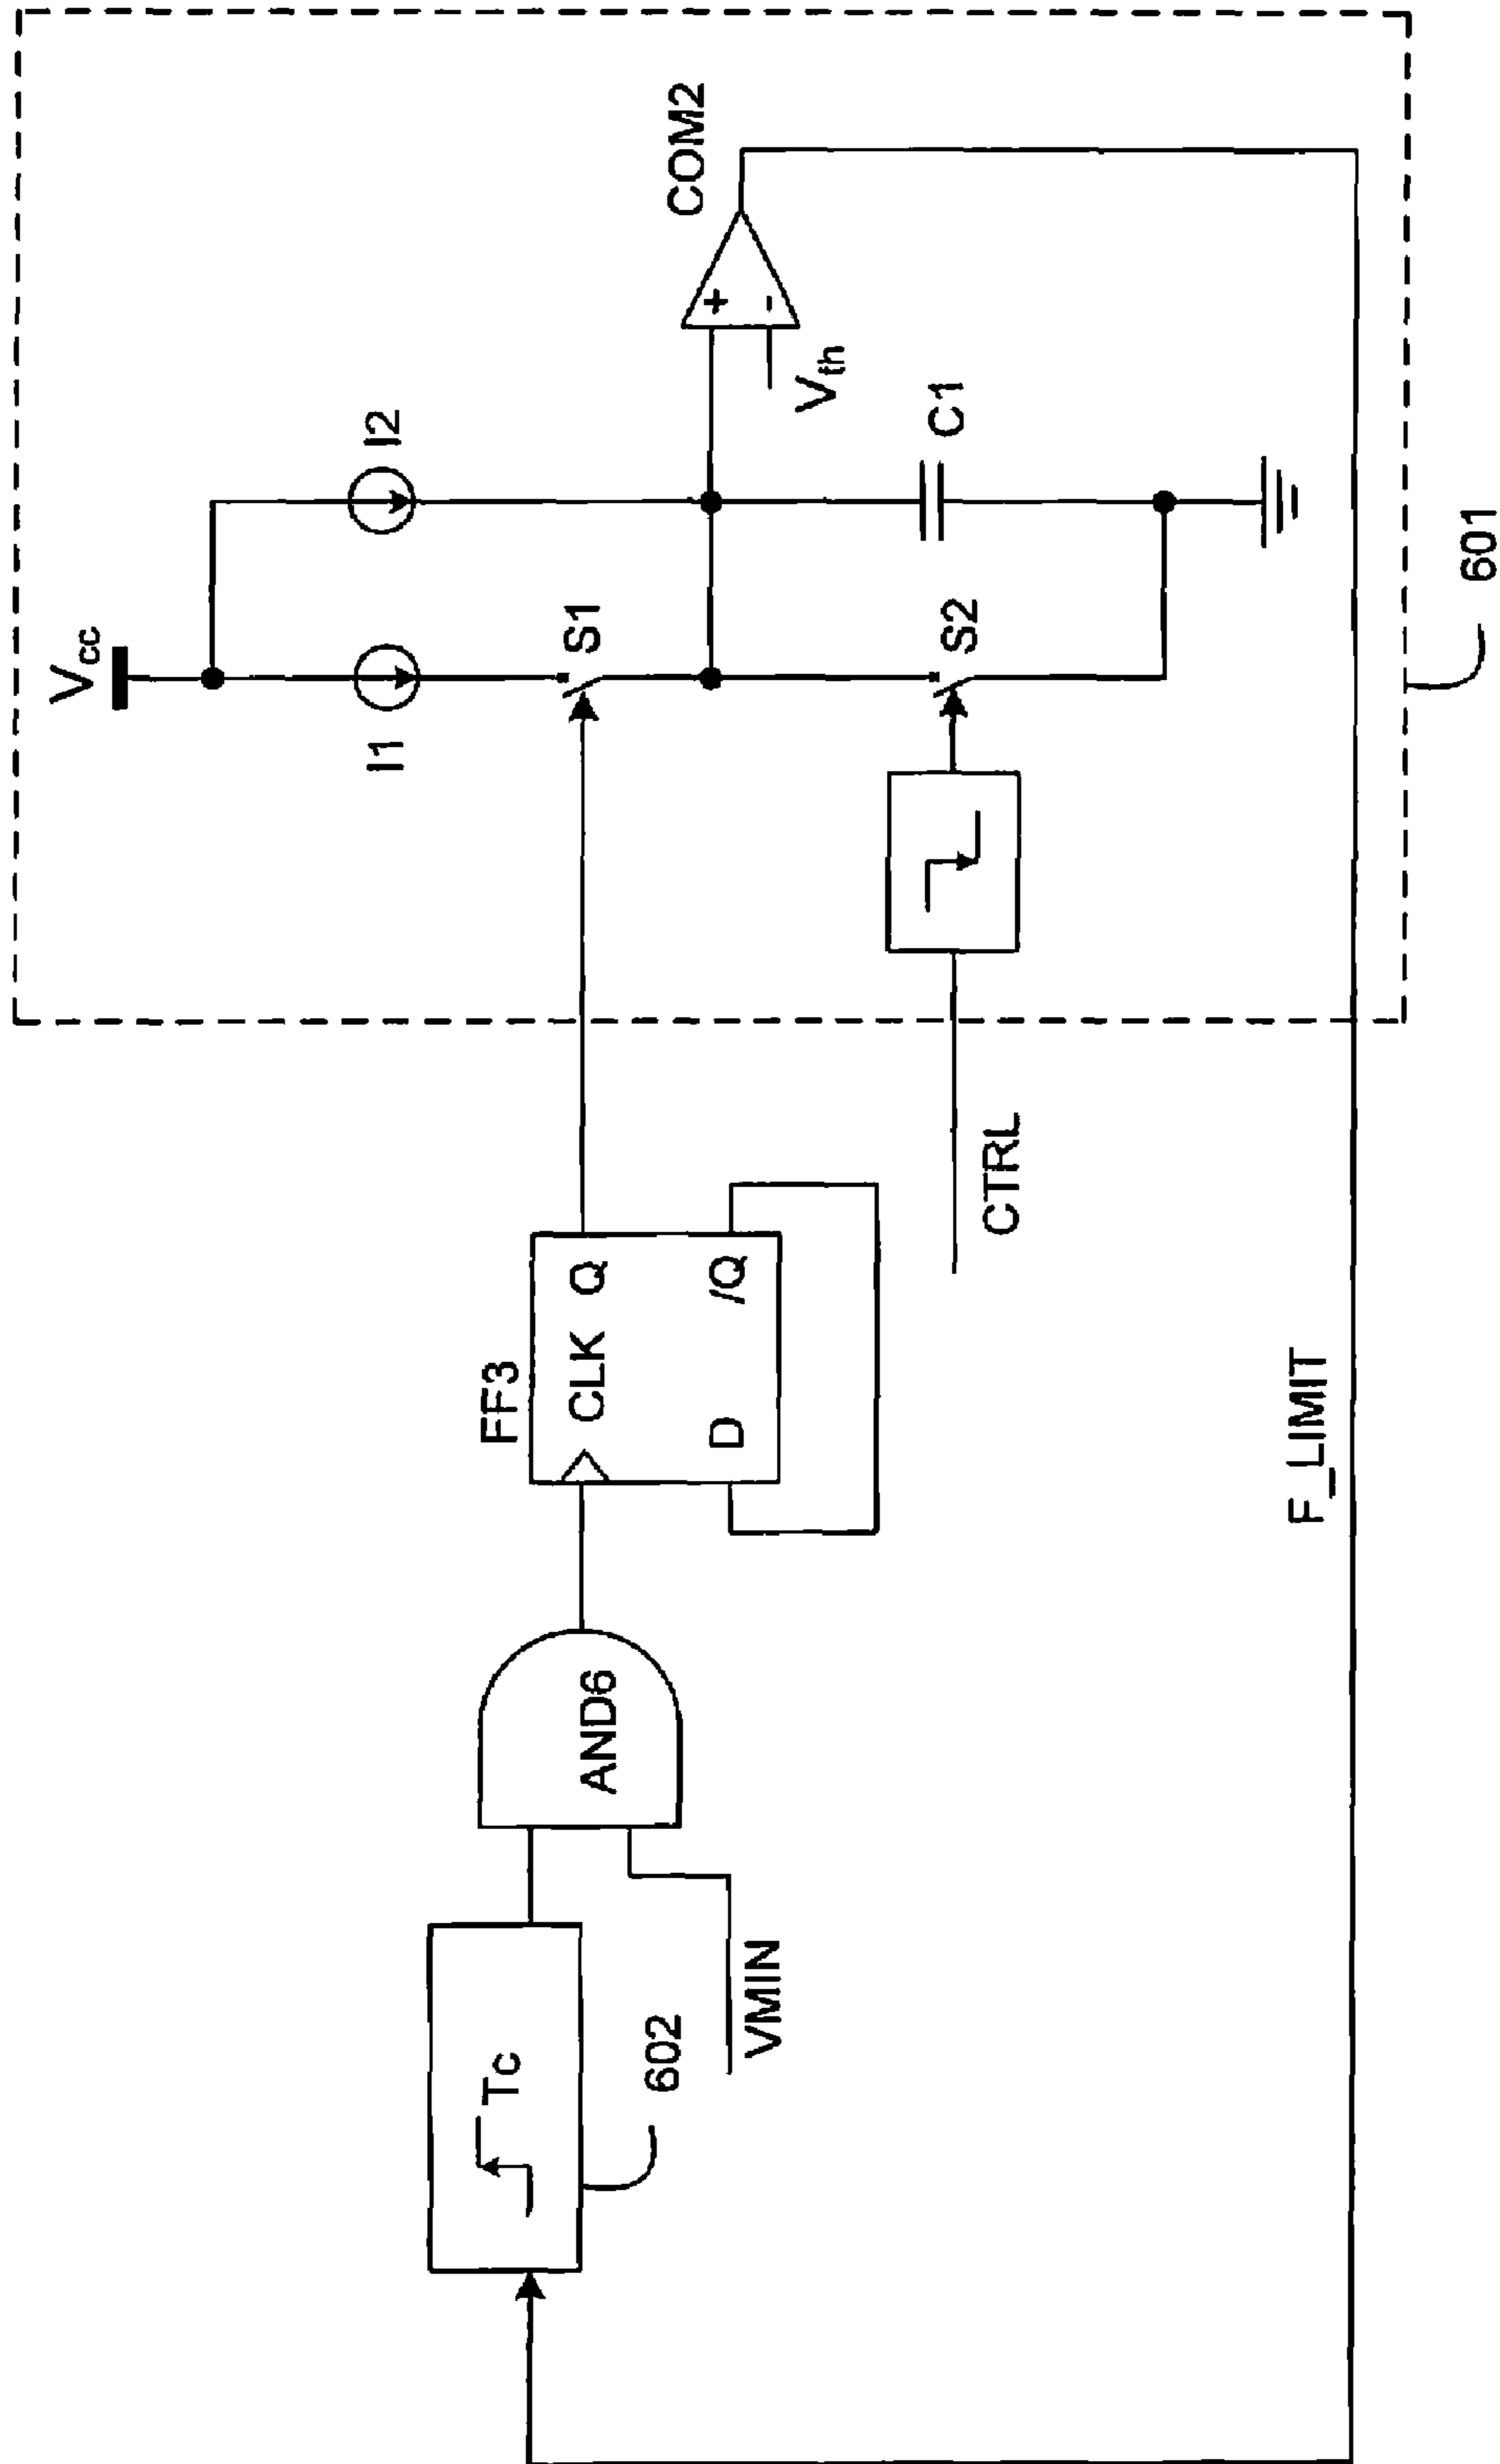 Tc
602
VMIN
AND6
FF3
CLK Q
D /Q
CTRL
F_LIMIT
Vcc
I1
I2
S1
S2
C1
Vth
+
-
COM2
601